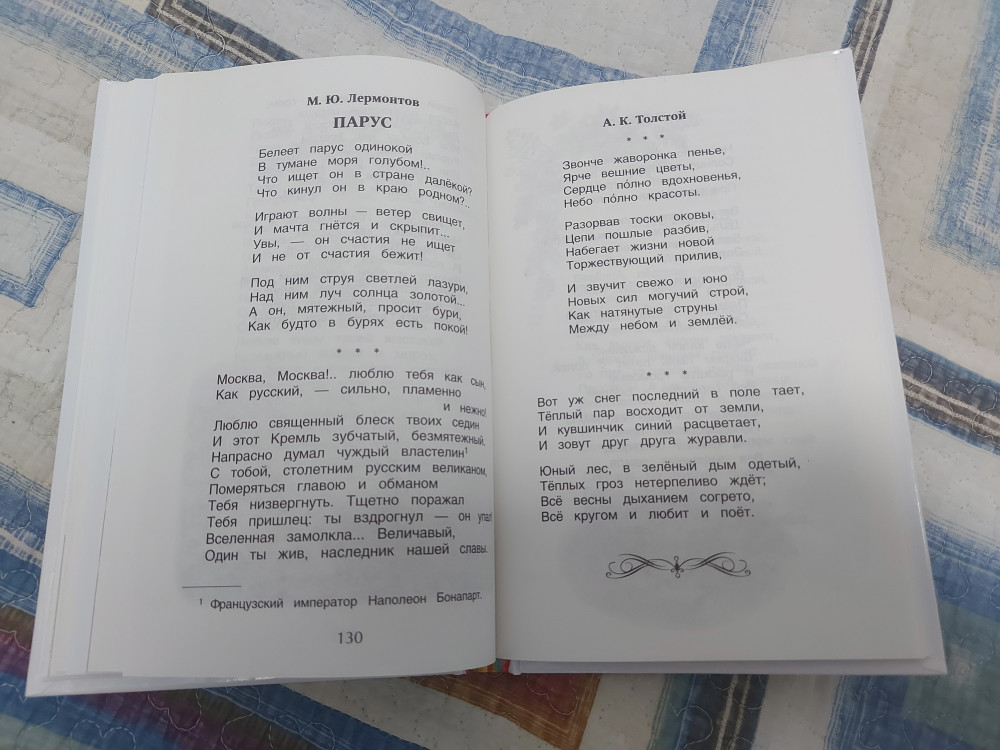 М. Ю. Лермонтов
ПАРУС
Белеет парус одинокой
В тумане моря голубом!..
Что ищет он в стране далёкой?
Что кинул он в краю родном?..
Играют волны — ветер свищет,
И мачта гнётся и скрыпит...
Увы, — он счастия не ищет
И не от счастия бежит!
Под ним струя светлей лазури,
Над ним луч солнца золотой...
А он, мятежный, просит бури,
Как будто в бурях есть покой!
* * *
Москва, Москва!.. люблю тебя как сын,
Как русский, — сильно, пламенно
и нежно!
Люблю священный блеск твоих седин
И этот Кремль зубчатый, безмятежный.
Напрасно думал чуждый властелин¹
С тобой, столетним русским великаном,
Померяться главою и обманом
Тебя низвергнуть. Тщетно поражал
Тебя пришлец: ты вздрогнул — он упал!
Вселенная замолкла... Величавый,
Один ты жив, наследник нашей славы.
¹ Французский император Наполеон Бонапарт.
130
А. К. Толстой
* * *
Звонче жаворонка пенье,
Ярче вешние цветы,
Сердце по́лно вдохновенья,
Небо по́лно красоты.
Разорвав тоски оковы,
Цепи пошлые разбив,
Набегает жизни новой
Торжествующий прилив,
И звучит свежо и юно
Новых сил могучий строй,
Как натянутые струны
Между небом и землёй.
* * *
Вот уж снег последний в поле тает,
Тёплый пар восходит от земли,
И кувшинчик синий расцветает,
И зовут друг друга журавли.
Юный лес, в зелёный дым одетый,
Тёплых гроз нетерпеливо ждёт;
Всё весны дыханием согрето,
Всё кругом и любит и поёт.